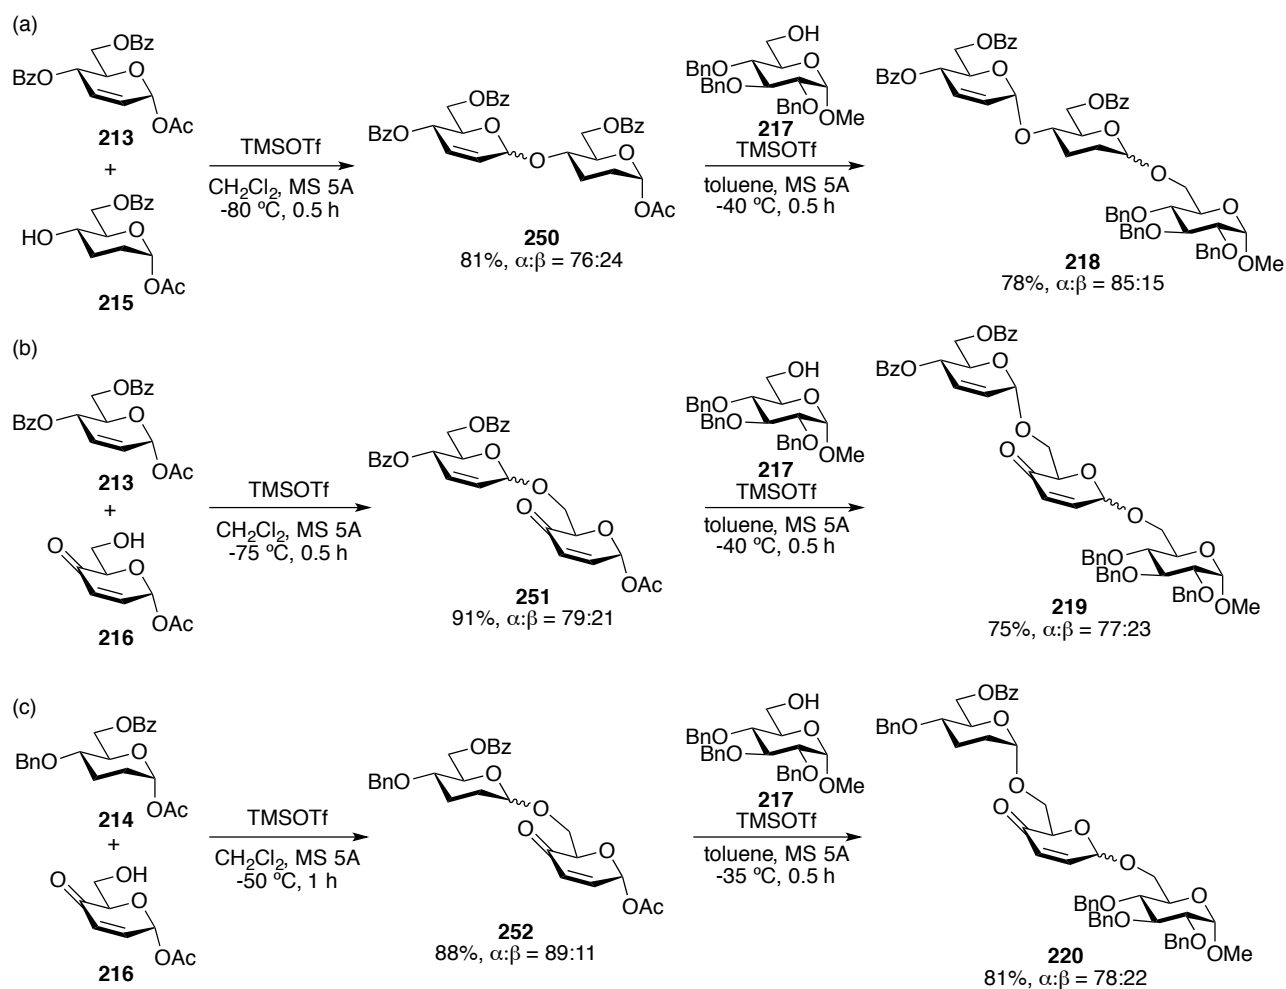 (a)
OBz
BzO
O
OAc
213
+
OBz
HO
O
OAc
215
TMSOTf
CH2Cl2, MS 5A
-80 ºC, 0.5 h
OBz
BzO
O
O
OBz
O
OAc
250
81%, α:β = 76:24
OH
BnO
BnO
O
BnO
OMe
217
TMSOTf
toluene, MS 5A
-40 ºC, 0.5 h
OBz
BzO
O
O
OBz
O
O
BnO
BnO
O
BnO
OMe
218
78%, α:β = 85:15
(b)
OBz
BzO
O
OAc
213
+
OH
O
O
OAc
216
TMSOTf
CH2Cl2, MS 5A
-75 ºC, 0.5 h
OBz
BzO
O
O
O
O
OAc
251
91%, α:β = 79:21
OH
BnO
BnO
O
BnO
OMe
217
TMSOTf
toluene, MS 5A
-40 ºC, 0.5 h
OBz
BzO
O
O
O
O
O
BnO
BnO
O
BnO
OMe
219
75%, α:β = 77:23
(c)
OBz
BnO
O
OAc
214
+
OH
O
O
OAc
216
TMSOTf
CH2Cl2, MS 5A
-50 ºC, 1 h
OBz
BnO
O
O
O
O
OAc
252
88%, α:β = 89:11
OH
BnO
BnO
O
BnO
OMe
217
TMSOTf
toluene, MS 5A
-35 ºC, 0.5 h
OBz
BnO
O
O
O
O
O
BnO
BnO
O
BnO
OMe
220
81%, α:β = 78:22